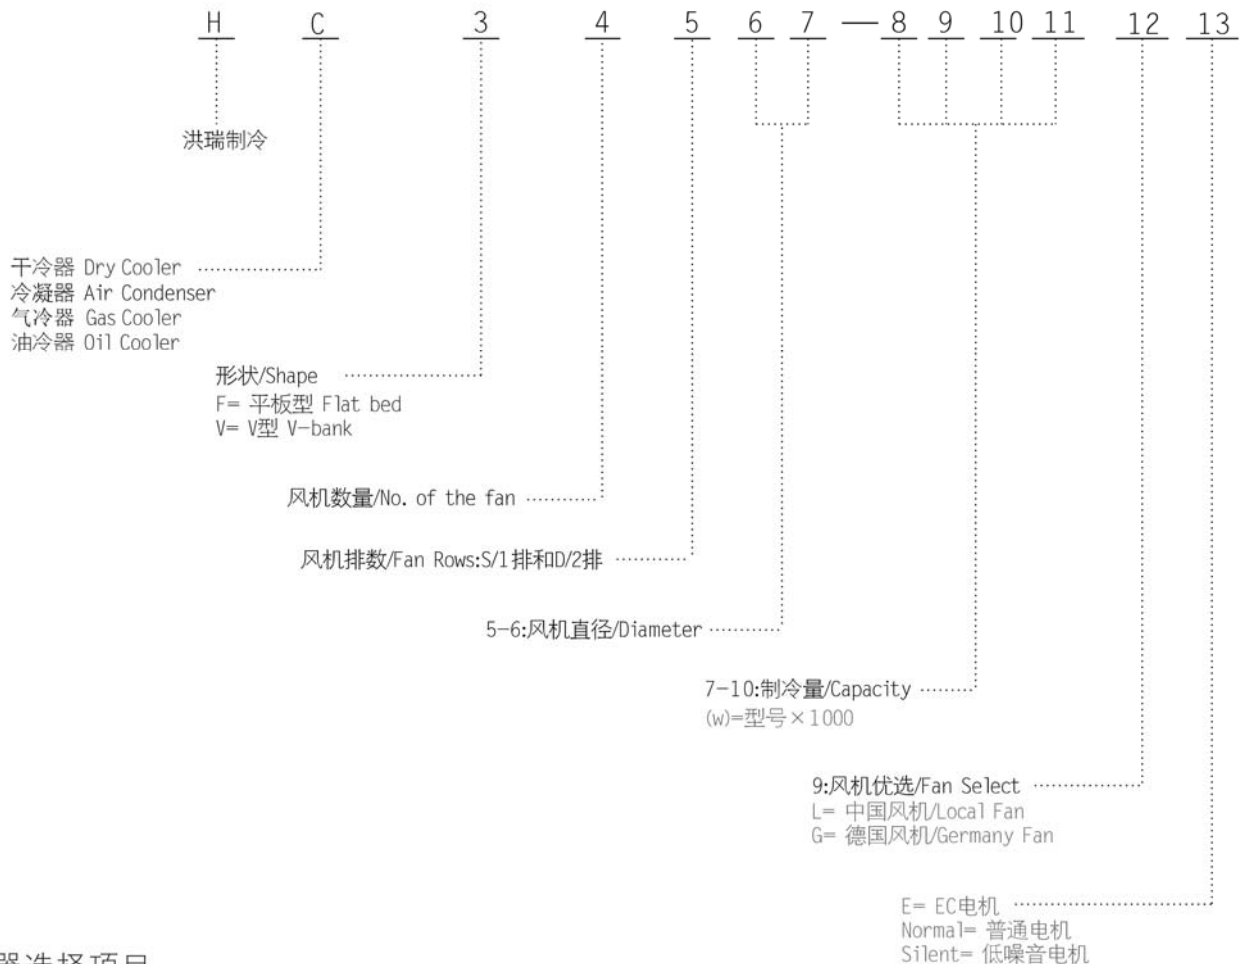 H C 3 4 5 6 7 — 8 9 10 11 12 13
洪瑞制冷
干冷器 Dry Cooler
冷凝器 Air Condenser
气冷器 Gas Cooler
油冷器 Oil Cooler
形状/Shape
F= 平板型 Flat bed
V= V型 V-bank
风机数量/No. of the fan
风机排数/Fan Rows:S/1排和D/2排
5-6:风机直径/Diameter
7-10:制冷量/Capacity
(w)=型号×1000
9:风机优选/Fan Select
L= 中国风机/Local Fan
G= 德国风机/Germany Fan
E= EC电机
Normal= 普通电机
Silent= 低噪音电机
器选择项目